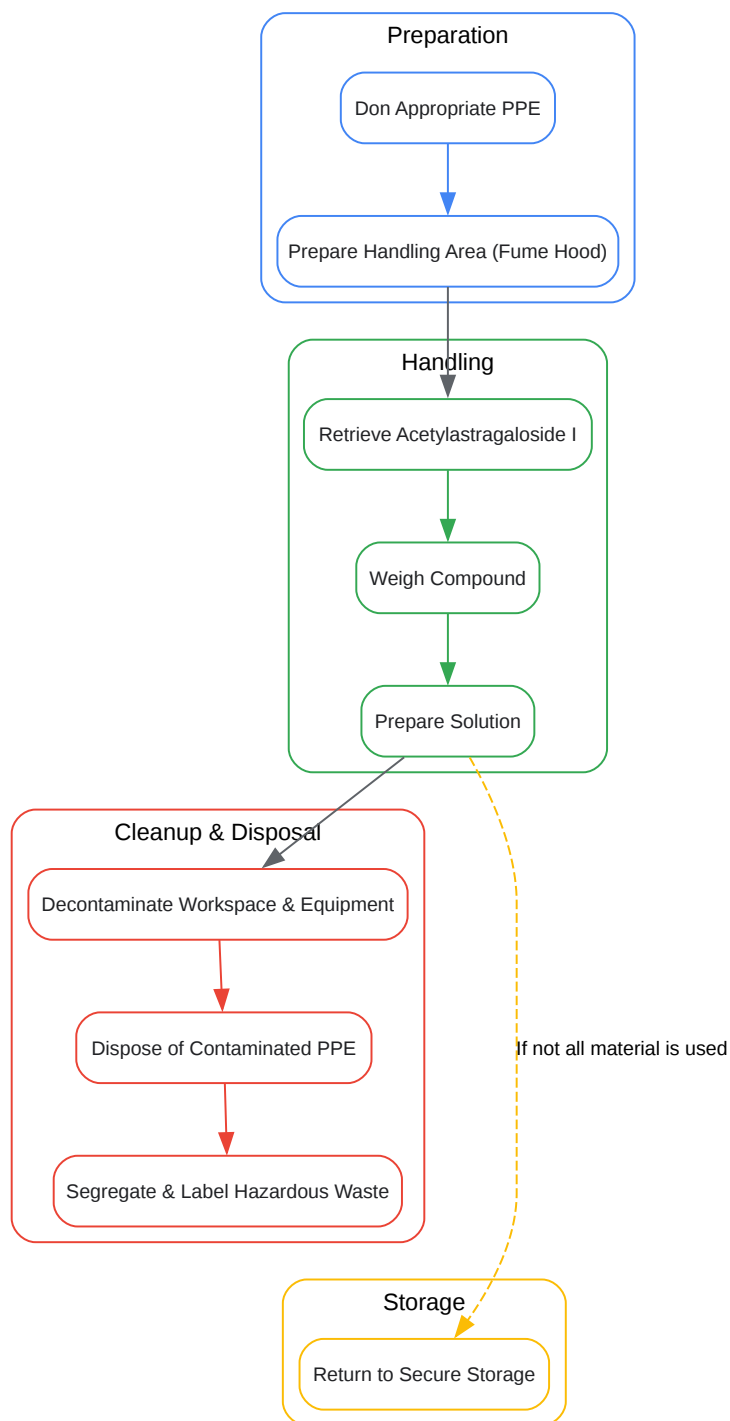 Preparation
Don Appropriate PPE
Prepare Handling Area (Fume Hood)
Handling
Retrieve Acetylastragaloside I
Weigh Compound
Prepare Solution
Cleanup & Disposal
Decontaminate Workspace & Equipment
Dispose of Contaminated PPE
If not all material is used
Segregate & Label Hazardous Waste
Storage
Return to Secure Storage